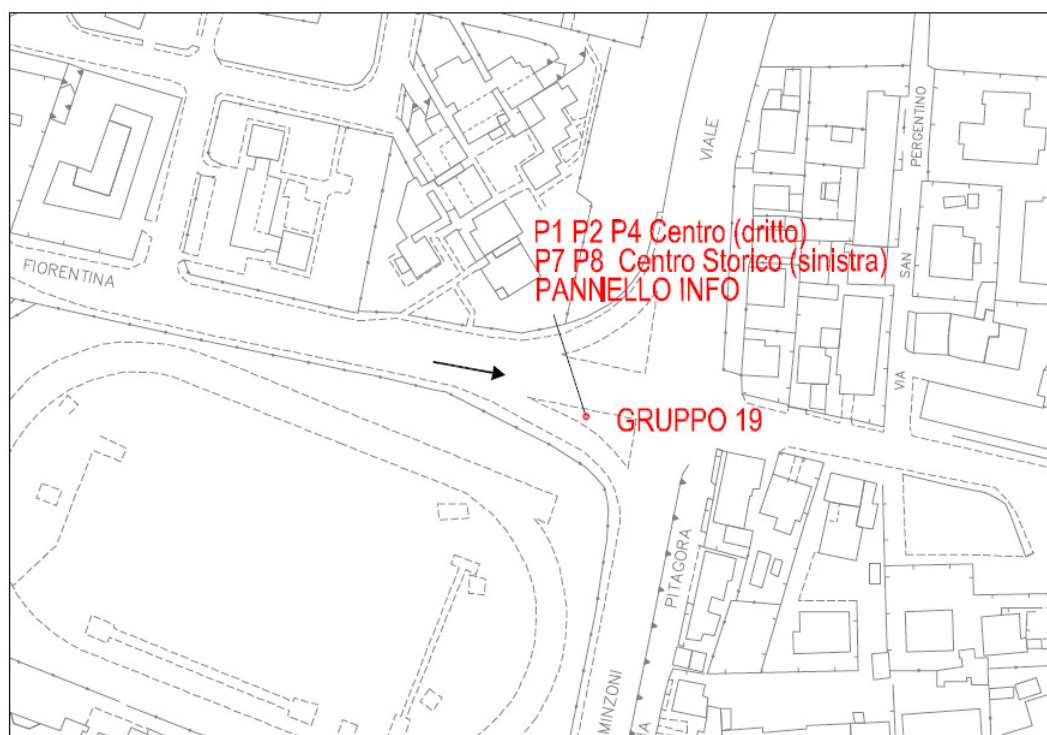 VIALE
PERGENTINO
SAN
VIA
FIORENTINA
P1 P2 P4 Centro (dritto)
P7 P8 Centro Storico (sinistra)
PANNELLO INFO
GRUPPO 19
PITAGORA
MINZONI